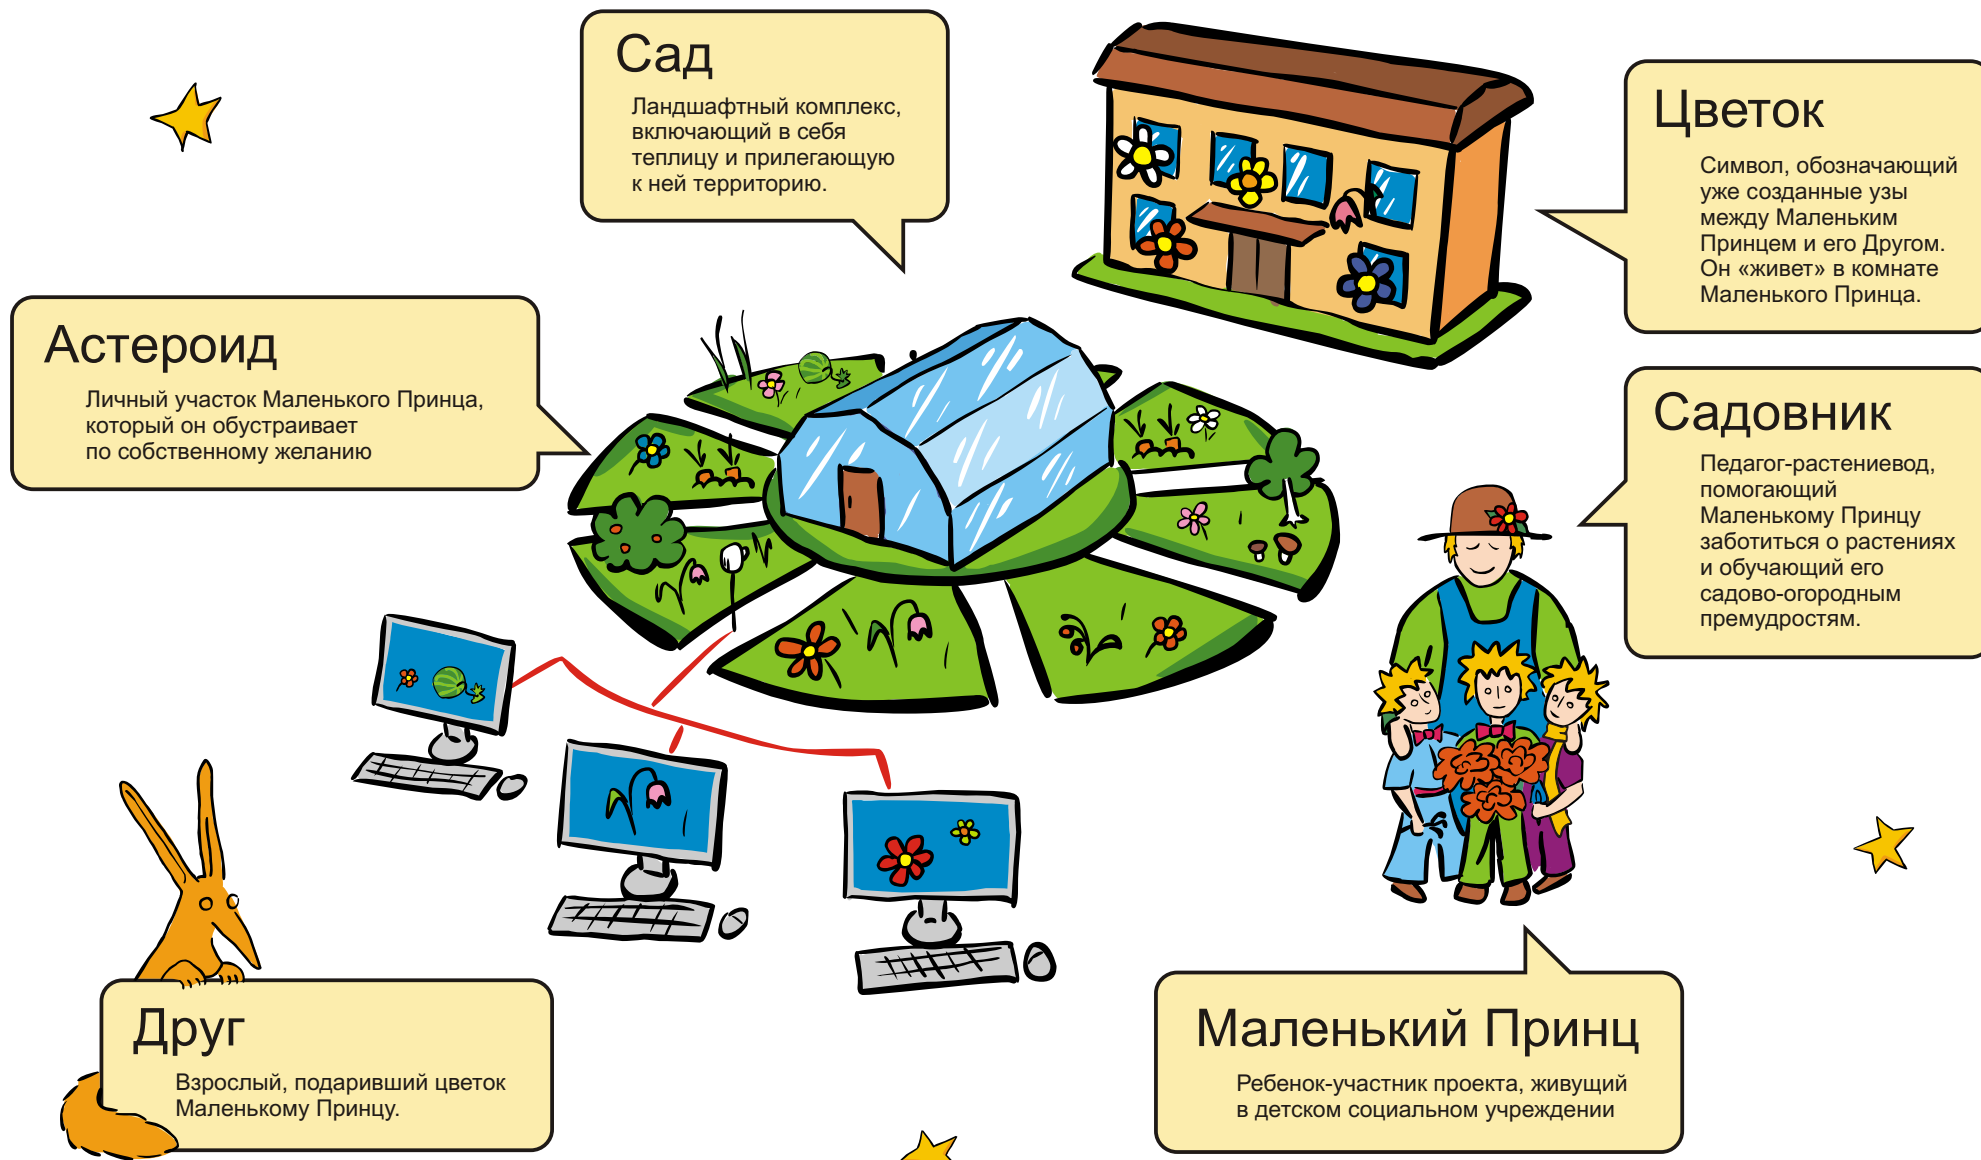 Сад
Ландшафтный комплекс,
включающий в себя
теплицу и прилегающую
к ней территорию.
Цветок
Символ, обозначающий
уже созданные узы
между Маленьким
Принцем и его Другом.
Он «живет» в комнате
Маленького Принца.
Астероид
Личный участок Маленького Принца,
который он обустраивает
по собственному желанию
Садовник
Педагог-растениевод,
помогающий
Маленькому Принцу
заботиться о растениях
и обучающий его
садово-огородным
премудростям.
Друг
Взрослый, подаривший цветок
Маленькому Принцу.
Маленький Принц
Ребенок-участник проекта, живущий
в детском социальном учреждении